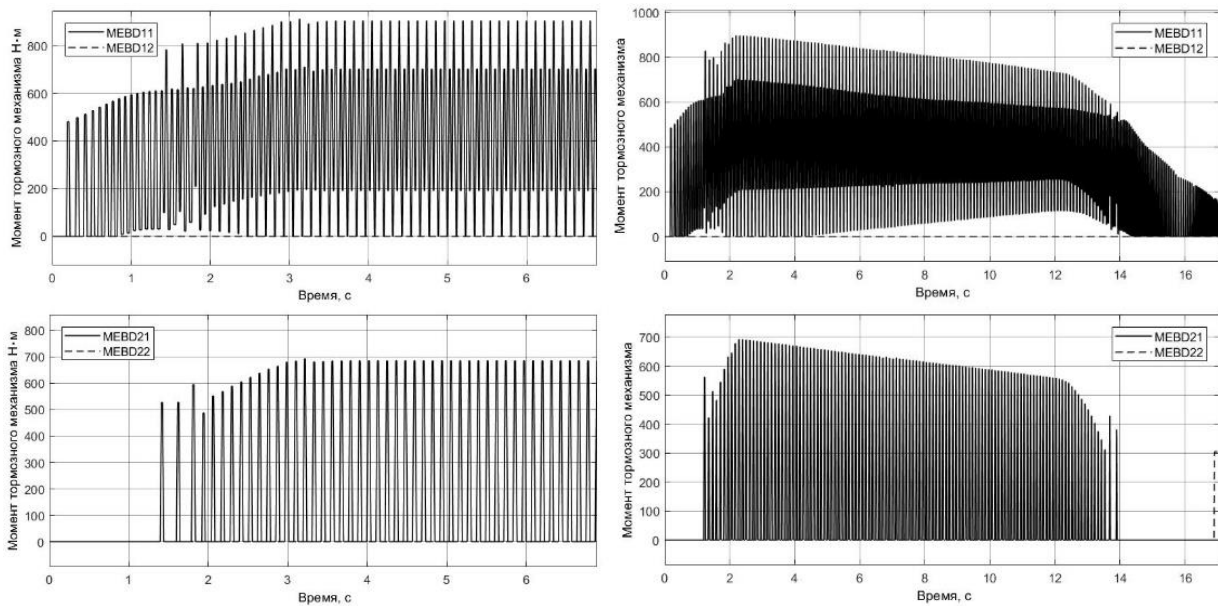 Момент тормозного механизма Н·м
800
600
400
200
0
MEBD11
MEBD12
0 1 2 3 4 5 6
Время, с
Момент тормозного механизма
1000
800
600
400
200
0
MEBD11
MEBD12
0 2 4 6 8 10 12 14 16
Время, с
Момент тормозного механизма Н·м
800
700
600
500
400
300
200
100
0
MEBD21
MEBD22
0 1 2 3 4 5 6
Время, с
Момент тормозного механизма
700
600
500
400
300
200
100
0
MEBD21
MEBD22
0 2 4 6 8 10 12 14 16
Время, с